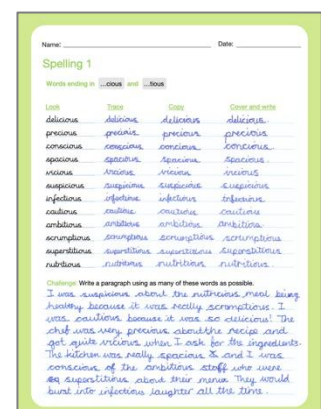 Name: Date:
Spelling 1
Words ending in ...cious and ...tious
Look Trace Copy Cover and write
delicious delicious delicious delicious.
precious precious precious precious
conscious conscious concious concious.
spacious spacious spacious spacious.
vicious vicious vicious vicious
suspicious suspicious suspicious suspicious
infectious infectious infectious infectious.
cautious cautious cautious cautious
ambitious ambitious ambitious ambitious.
scrumptious scrumptious scrumptious scrumptious
superstitious superstitious superstitious superstitious.
nutritious nutritious nutritious nutritious.
Challenge: Write a paragraph using as many of these words as possible.
I was suspicious about the nutricious meal being
healthy because it was really scrumptious. I
was cautious because it was so delicious! The
chef was very precious about the recipe and
got quite vicious when I ask for the ingredients.
The kitchen was really spacious and I was
conscious of the ambitious staff who were
superstitious about their menu. They would
burst into infectious laughter all the time.